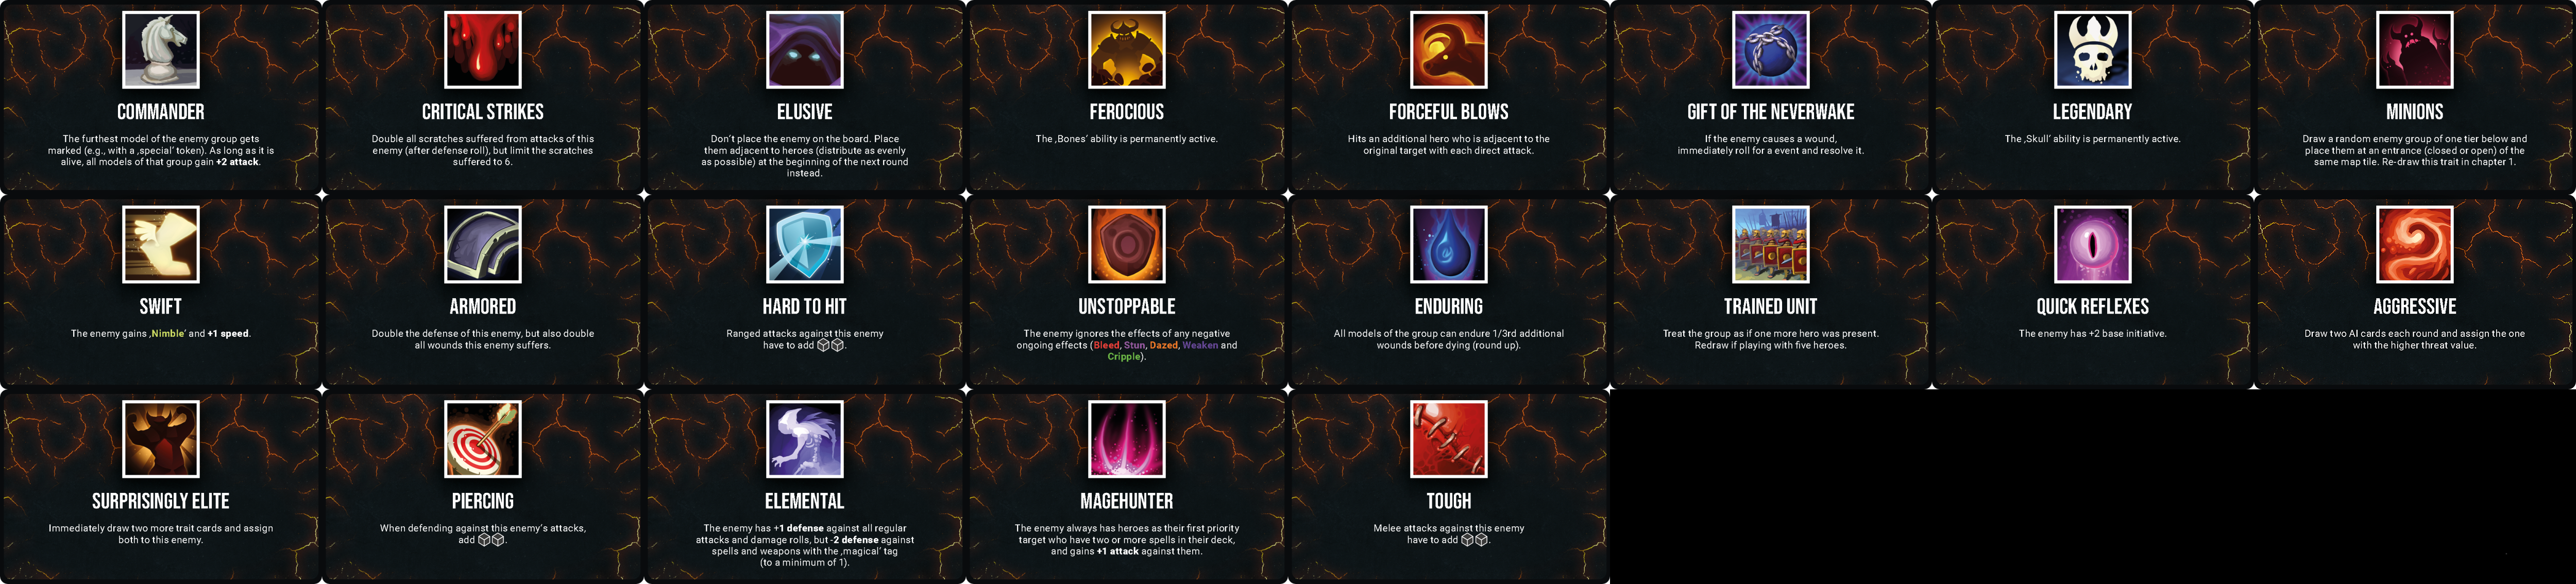 COMMANDER
The furthest model of the enemy group gets
marked (e.g., with a ‚special' token). As long as it is
alive, all models of that group gain +2 attack.
CRITICAL STRIKES
Double all scratches suffered from attacks of this
enemy (after defense roll), but limit the scratches
suffered to 6.
ELUSIVE
Don't place the enemy on the board. Place
them adjacent to heroes (distribute as evenly
as possible) at the beginning of the next round
instead.
FEROCIOUS
The ‚Bones' ability is permanently active.
FORCEFUL BLOWS
Hits an additional hero who is adjacent to the
original target with each direct attack.
GIFT OF THE NEVERWAKE
If the enemy causes a wound,
immediately roll for a event and resolve it.
LEGENDARY
The ‚Skull' ability is permanently active.
MINIONS
Draw a random enemy group of one tier below and
place them at an entrance (closed or open) of the
same map tile. Re-draw this trait in chapter 1.
SWIFT
The enemy gains ‚Nimble' and +1 speed.
ARMORED
Double the defense of this enemy, but also double
all wounds this enemy suffers.
HARD TO HIT
Ranged attacks against this enemy
have to add .
UNSTOPPABLE
The enemy ignores the effects of any negative
ongoing effects (Bleed, Stun, Dazed, Weaken and
Cripple).
ENDURING
All models of the group can endure 1/3rd additional
wounds before dying (round up).
TRAINED UNIT
Treat the group as if one more hero was present.
Redraw if playing with five heroes.
QUICK REFLEXES
The enemy has +2 base initiative.
AGGRESSIVE
Draw two AI cards each round and assign the one
with the higher threat value.
SURPRISINGLY ELITE
Immediately draw two more trait cards and assign
both to this enemy.
PIERCING
When defending against this enemy's attacks,
add .
ELEMENTAL
The enemy has +1 defense against all regular
attacks and damage rolls, but -2 defense against
spells and weapons with the ‚magical' tag
(to a minimum of 1).
MAGEHUNTER
The enemy always has heroes as their first priority
target who have two or more spells in their deck,
and gains +1 attack against them.
TOUGH
Melee attacks against this enemy
have to add .